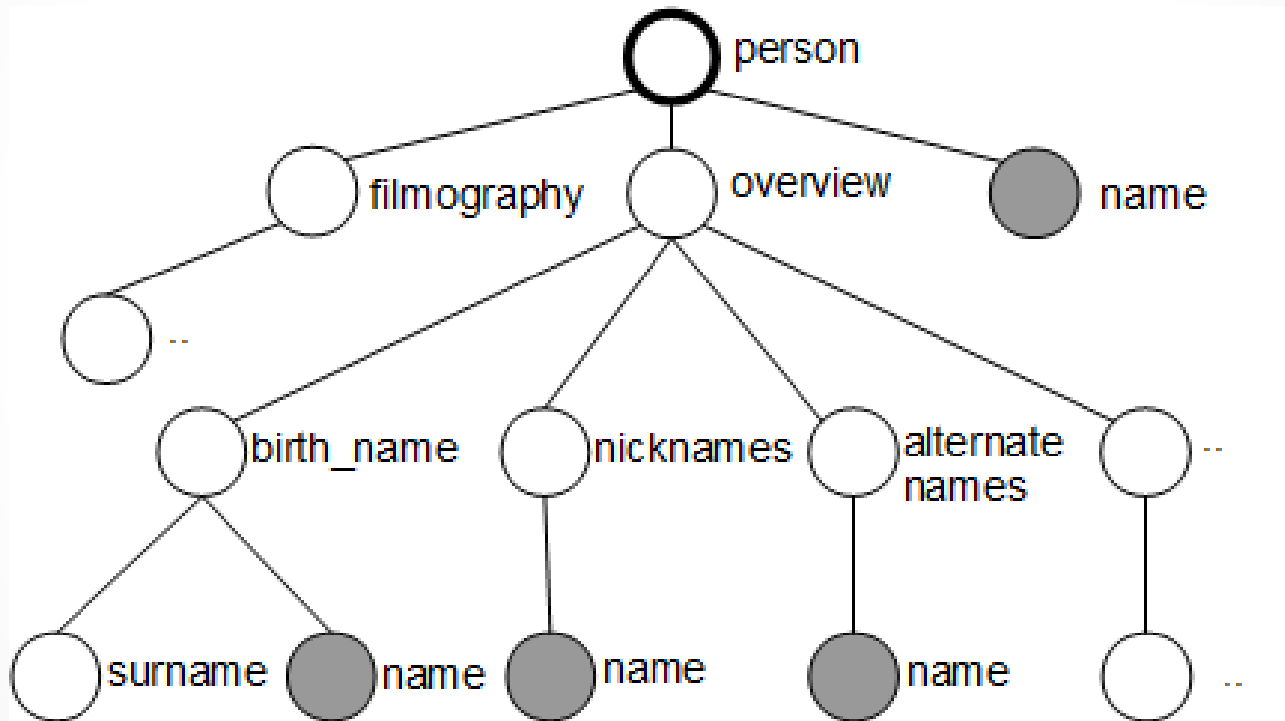 person
filmography
overview
name
..
birth_name
nicknames
alternate
names
..
surname
name
name
name
..